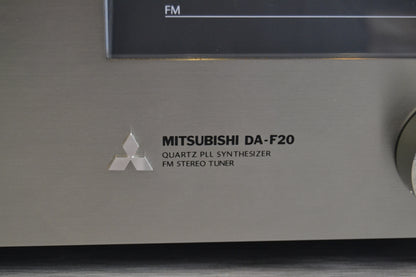 FM
MITSUBISHI DA-F20
QUARTZ PLL SYNTHESIZER
FM STEREO TUNER